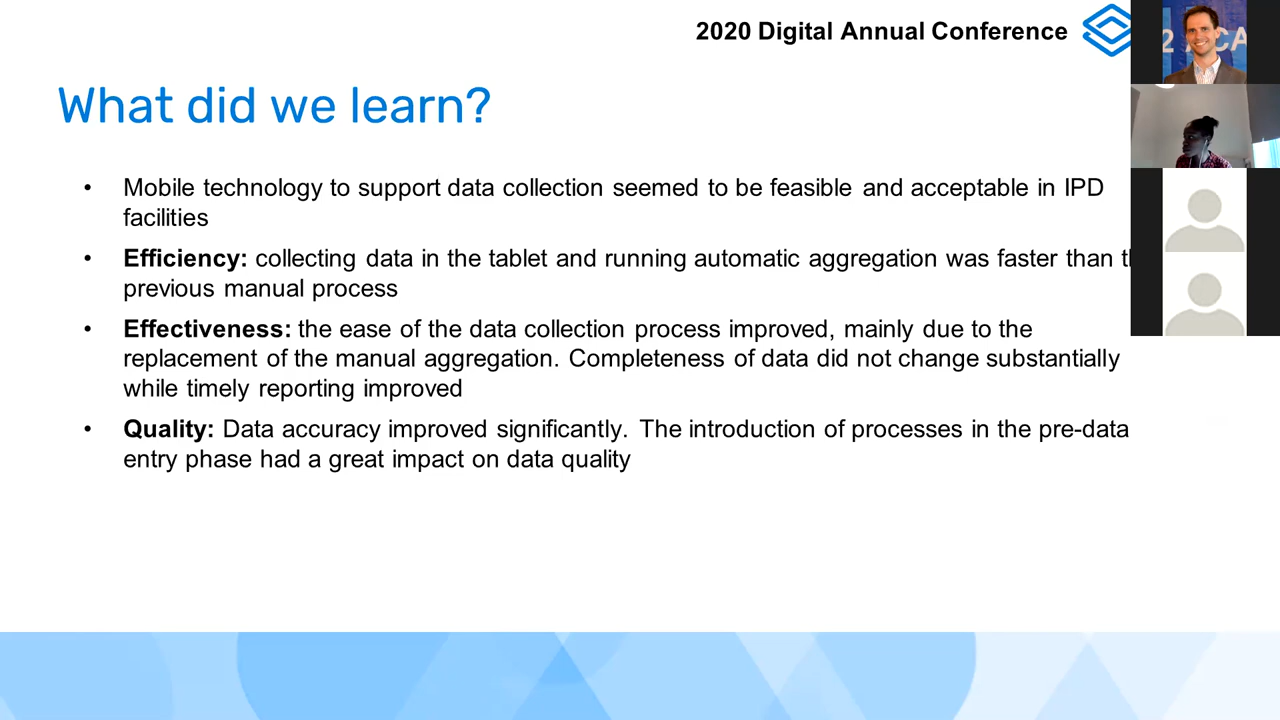 2020 Digital Annual Conference
What did we learn?
• Mobile technology to support data collection seemed to be feasible and acceptable in IPD
facilities
• Efficiency: collecting data in the tablet and running automatic aggregation was faster than
previous manual process
• Effectiveness: the ease of the data collection process improved, mainly due to the
replacement of the manual aggregation. Completeness of data did not change substantially
while timely reporting improved
• Quality: Data accuracy improved significantly. The introduction of processes in the pre-data
entry phase had a great impact on data quality